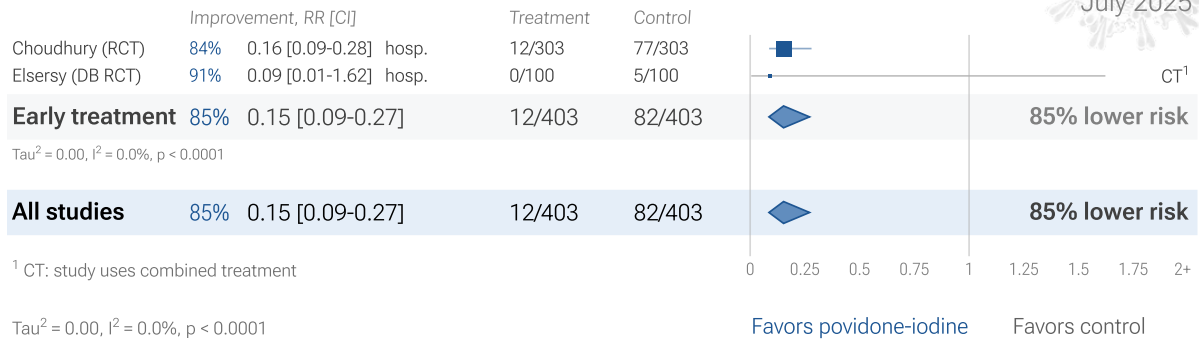 July 2025
Improvement, RR [CI] Treatment Control
Choudhury (RCT) 84% 0.16 [0.09-0.28] hosp. 12/303 77/303
Elsersy (DB RCT) 91% 0.09 [0.01-1.62] hosp. 0/100 5/100 CT¹
Early treatment 85% 0.15 [0.09-0.27] 12/403 82/403 85% lower risk
Tau² = 0.00, I² = 0.0%, p < 0.0001
All studies 85% 0.15 [0.09-0.27] 12/403 82/403 85% lower risk
¹ CT: study uses combined treatment 0 0.25 0.5 0.75 1 1.25 1.5 1.75 2+
Tau² = 0.00, I² = 0.0%, p < 0.0001 Favors povidone-iodine Favors control